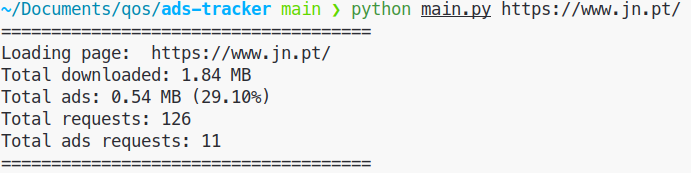 ~/Documents/qos/ads-tracker main ❯ python main.py https://www.jn.pt/
=====================================
Loading page:  https://www.jn.pt/
Total downloaded: 1.84 MB
Total ads: 0.54 MB (29.10%)
Total requests: 126
Total ads requests: 11
=====================================